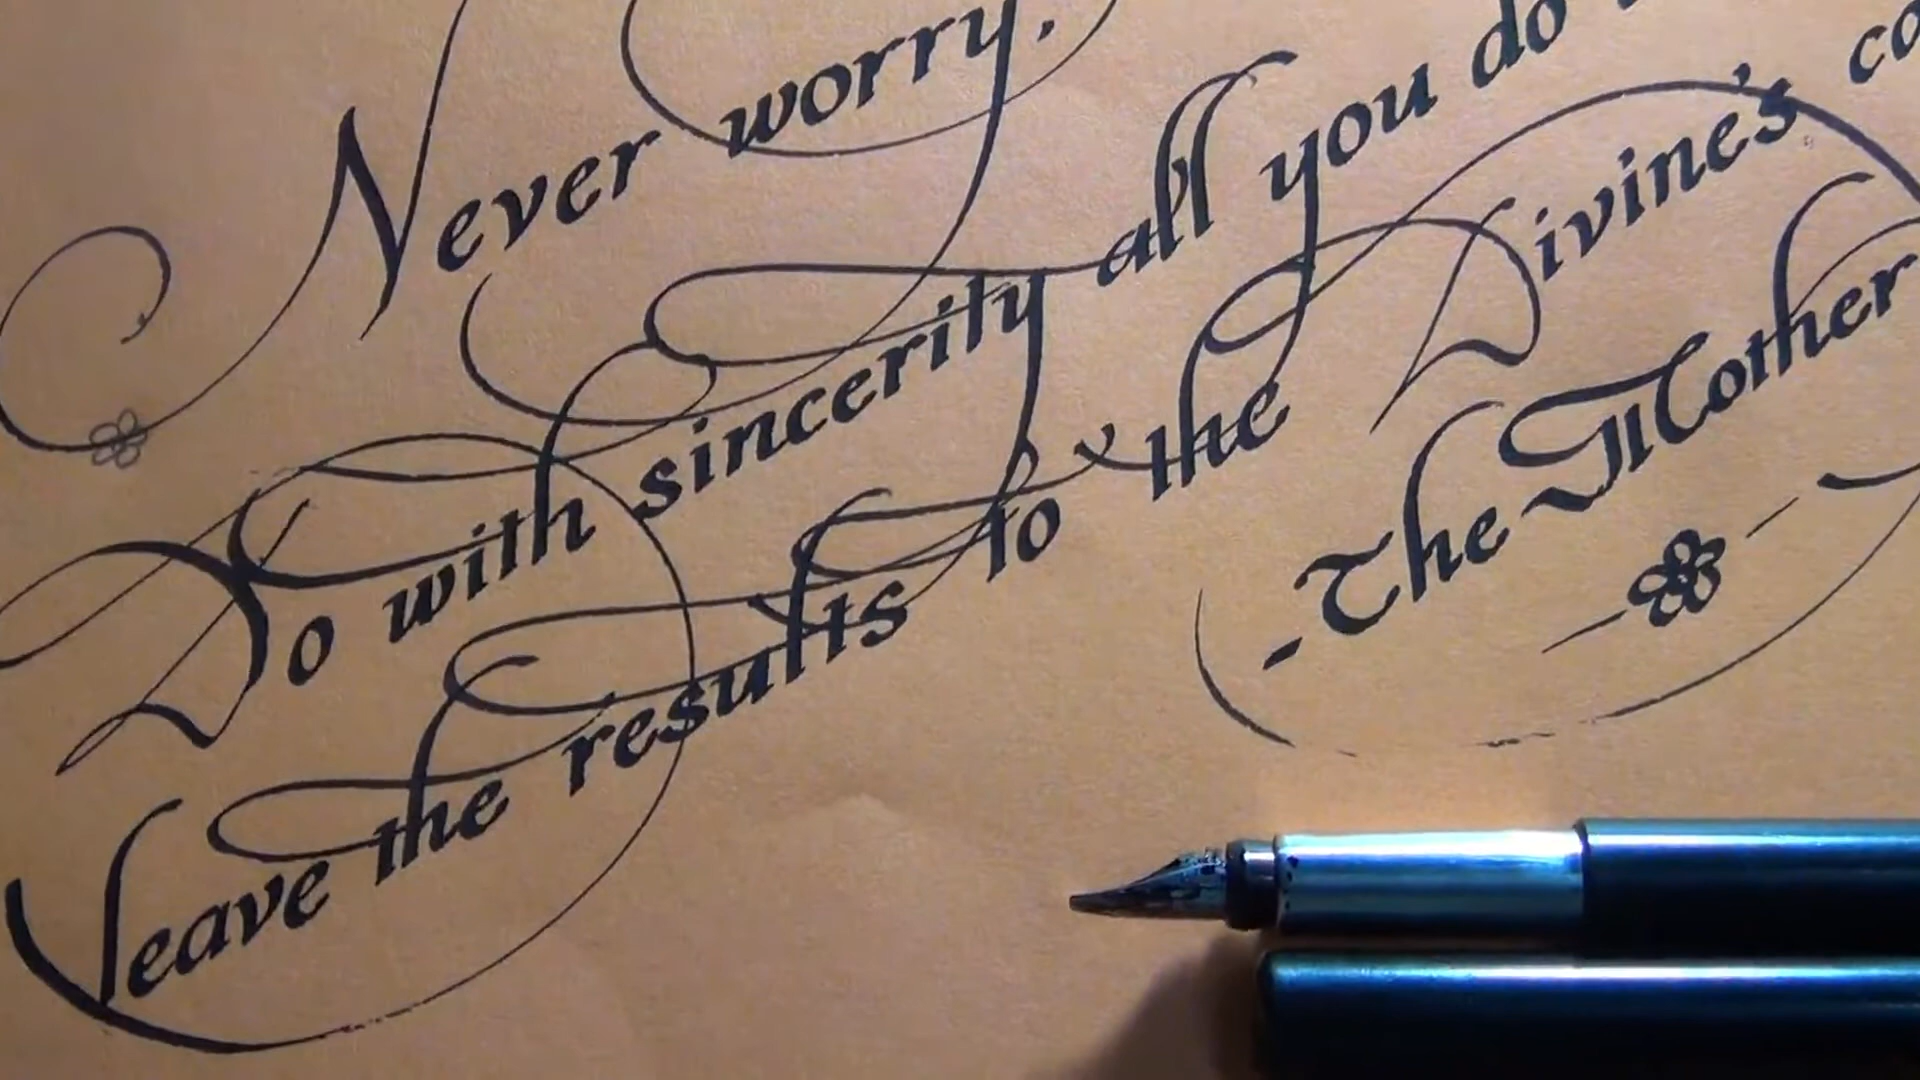 Never worry.
Do with sincerity all you do
leave the results to the Divine's
- The Mother